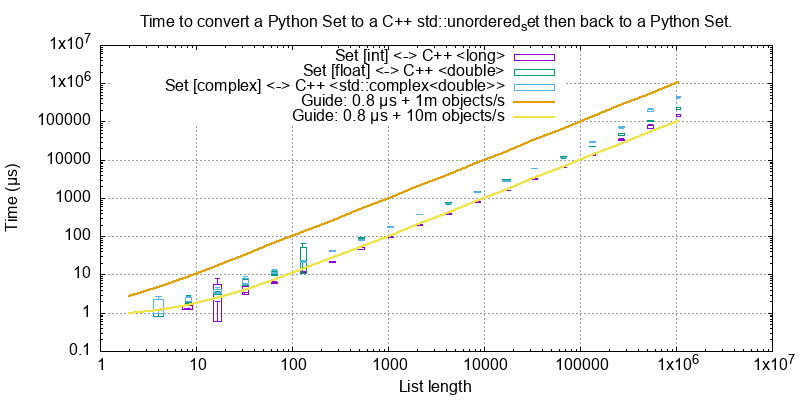 Time to convert a Python Set to a C++ std::unordered_set then back to a Python Set.
Set [int] <-> C++ <long>
Set [float] <-> C++ <double>
Set [complex] <-> C++ <std::complex<double>>
Guide: 0.8 µs + 1m objects/s
Guide: 0.8 µs + 10m objects/s
Time (µs)
1x10⁷
1x10⁶
100000
10000
1000
100
10
1
0.1
1 10 100 1000 10000 100000 1x10⁶ 1x10⁷
List length